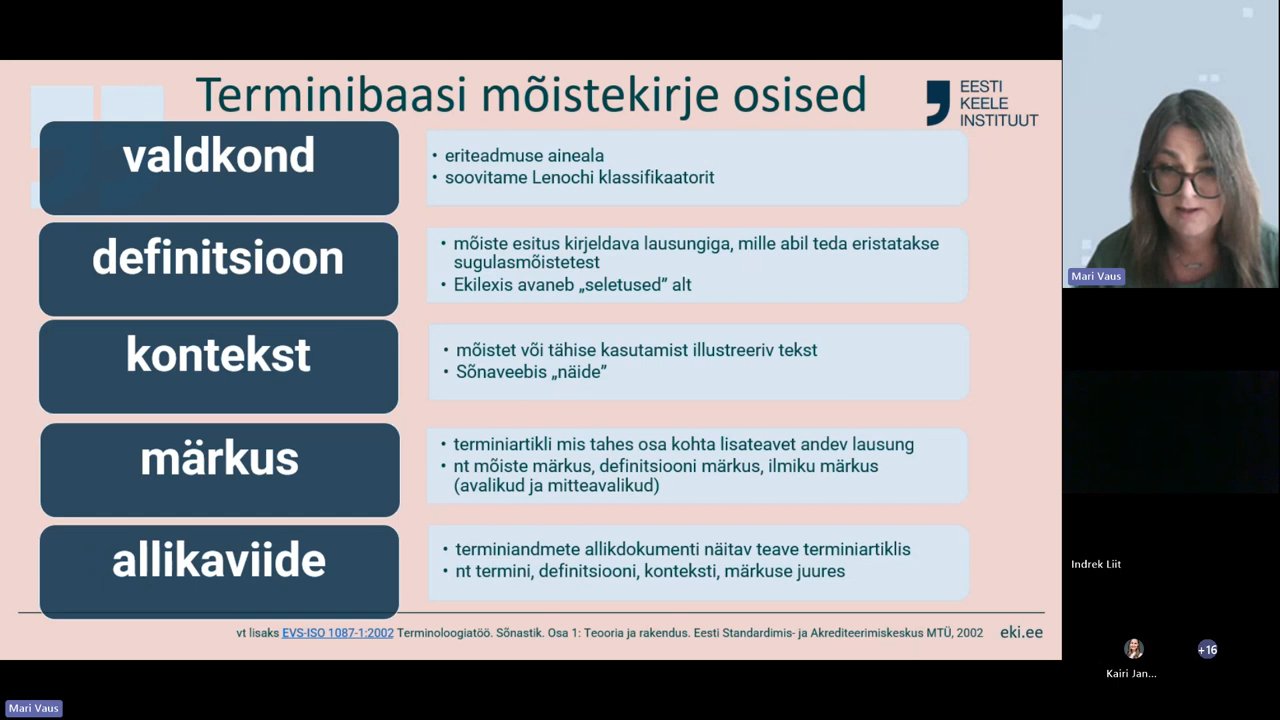 Terminibaasi mõistekirje osised
EESTI
KEELE
INSTITUUT
valdkond
• eriteadmuse aineala
• soovitame Lenochi klassifikaatorit
definitsioon
• mõiste esitus kirjeldava lausungiga, mille abil teda eristatakse
sugulasmõistetest
• Ekilexis avaneb „seletused” alt
kontekst
• mõistet või tähise kasutamist illustreeriv tekst
• Sõnaveebis „näide”
märkus
• terminiartikli mis tahes osa kohta lisateavet andev lausung
• nt mõiste märkus, definitsiooni märkus, ilmiku märkus
(avalikud ja mitteavalikud)
allikaviide
• terminiandmete allikdokumenti näitav teave terminiartiklis
• nt termini, definitsiooni, konteksti, märkuse juures
vt lisaks EVS-ISO 1087-1:2002 Terminoloogiatöö. Sõnastik. Osa 1: Teooria ja rakendus. Eesti Standardimis- ja Akrediteerimiskeskus MTÜ, 2002
eki.ee
Mari Vaus
Indrek Liit
+16
Kairi Jan...
Mari Vaus